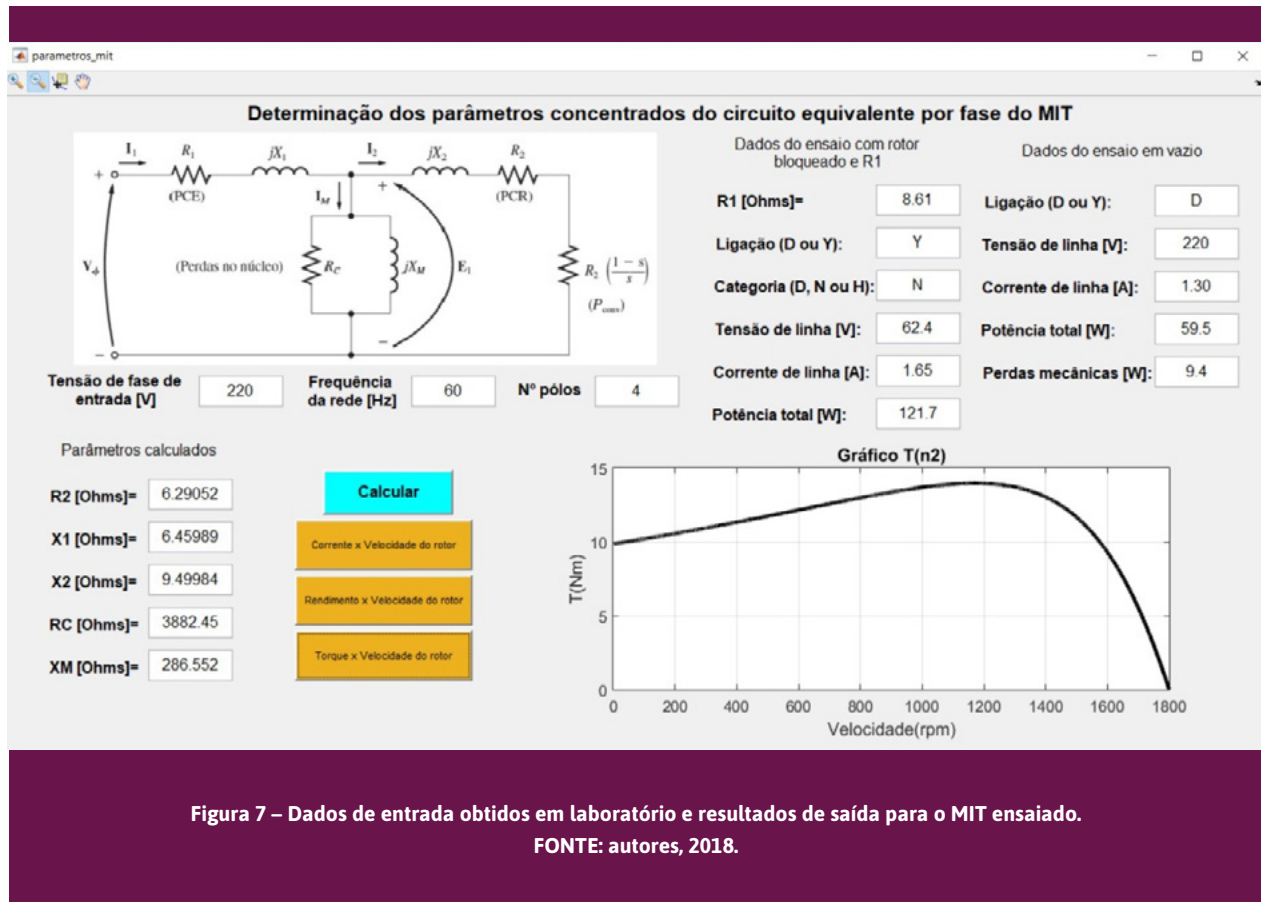 parametros_mit
Determinação dos parâmetros concentrados do circuito equivalente por fase do MIT
I₁ R₁ jX₁ I₂ jX₂ R₂
(PCE) (PCR)
I_M
+ +
V_ϕ (Perdas no núcleo) R_C jX_M E₁ R₂ (1 − s / s)
(P_conv)
− −
Tensão de fase de entrada [V] 220
Frequência da rede [Hz] 60
Nº pólos 4
Dados do ensaio com rotor
bloqueado e R1
R1 [Ohms]= 8.61
Ligação (D ou Y): Y
Categoria (D, N ou H): N
Tensão de linha [V]: 62.4
Corrente de linha [A]: 1.65
Potência total [W]: 121.7
Dados do ensaio em vazio
Ligação (D ou Y): D
Tensão de linha [V]: 220
Corrente de linha [A]: 1.30
Potência total [W]: 59.5
Perdas mecânicas [W]: 9.4
Parâmetros calculados
R2 [Ohms]= 6.29052
X1 [Ohms]= 6.45989
X2 [Ohms]= 9.49984
RC [Ohms]= 3882.45
XM [Ohms]= 286.552
Calcular
Corrente x Velocidade do rotor
Rendimento x Velocidade do rotor
Torque x Velocidade do rotor
Gráfico T(n2)
T(Nm)
15
10
5
0
0 200 400 600 800 1000 1200 1400 1600 1800
Velocidade(rpm)
Figura 7 – Dados de entrada obtidos em laboratório e resultados de saída para o MIT ensaiado.
FONTE: autores, 2018.